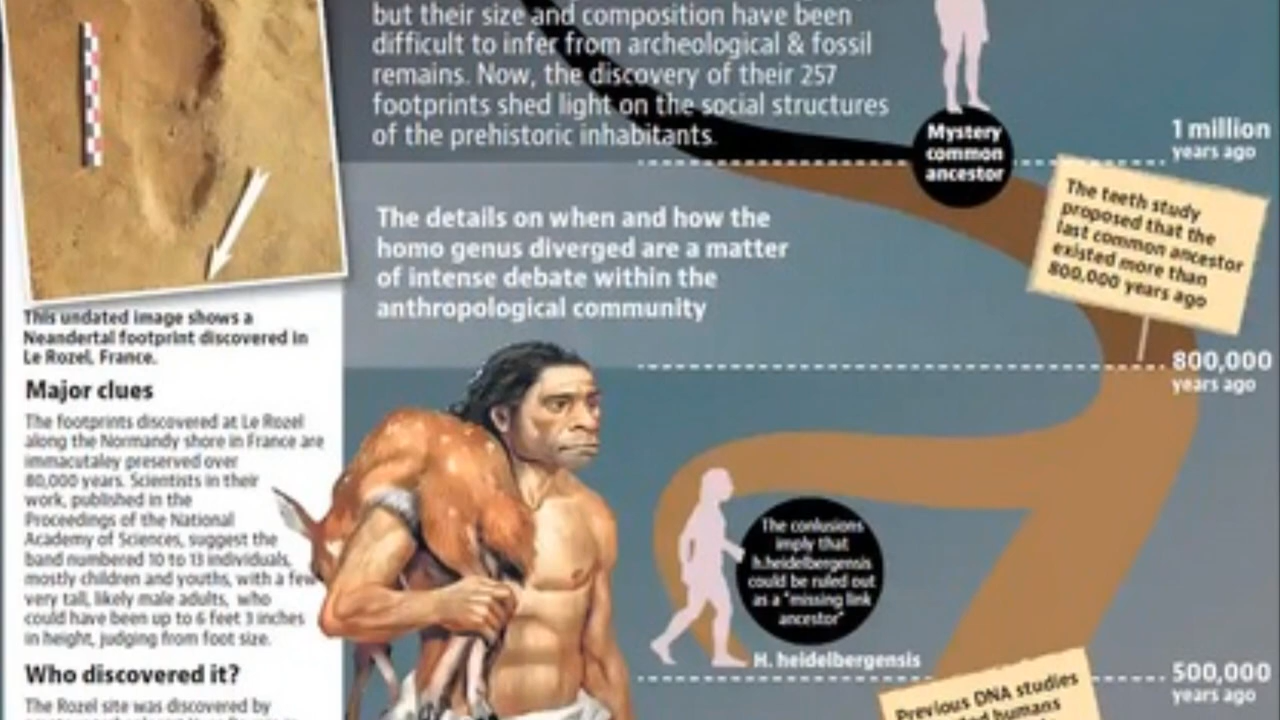 but their size and composition have been
difficult to infer from archeological & fossil
remains. Now, the discovery of their 257
footprints shed light on the social structures
of the prehistoric inhabitants.
Mystery
common
ancestor
1 million
years ago
The teeth study
proposed that the
last common ancestor
existed more than
800,000 years ago
The details on when and how the
homo genus diverged are a matter
of intense debate within the
anthropological community
This undated image shows a
Neandertal footprint discovered in
Le Rozel, France.
800,000
years ago
Major clues
The footprints discovered at Le Rozel
along the Normandy shore in France are
immacutaley preserved over
80,000 years. Scientists in their
work, published in the
Proceedings of the National
Academy of Sciences, suggest the
band numbered 10 to 13 individuals,
mostly children and youths, with a few
very tall, likely male adults, who
could have been up to 6 feet 3 inches
in height, judging from foot size.
The conlusions
imply that
h.heidelbergensis
could be ruled out
as a "missing link
ancestor"
H. heidelbergensis
500,000
years ago
Who discovered it?
The Rozel site was discovered by
Previous DNA studies
humans